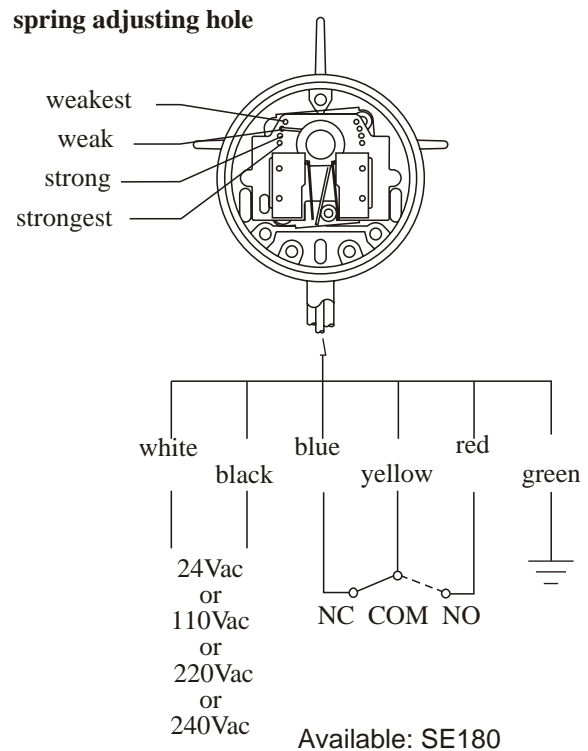 spring adjusting hole
weakest
weak
strong
strongest
white
black
blue
yellow
red
green
24Vac
or
110Vac
or
220Vac
or
240Vac
NC COM NO
Available: SE180